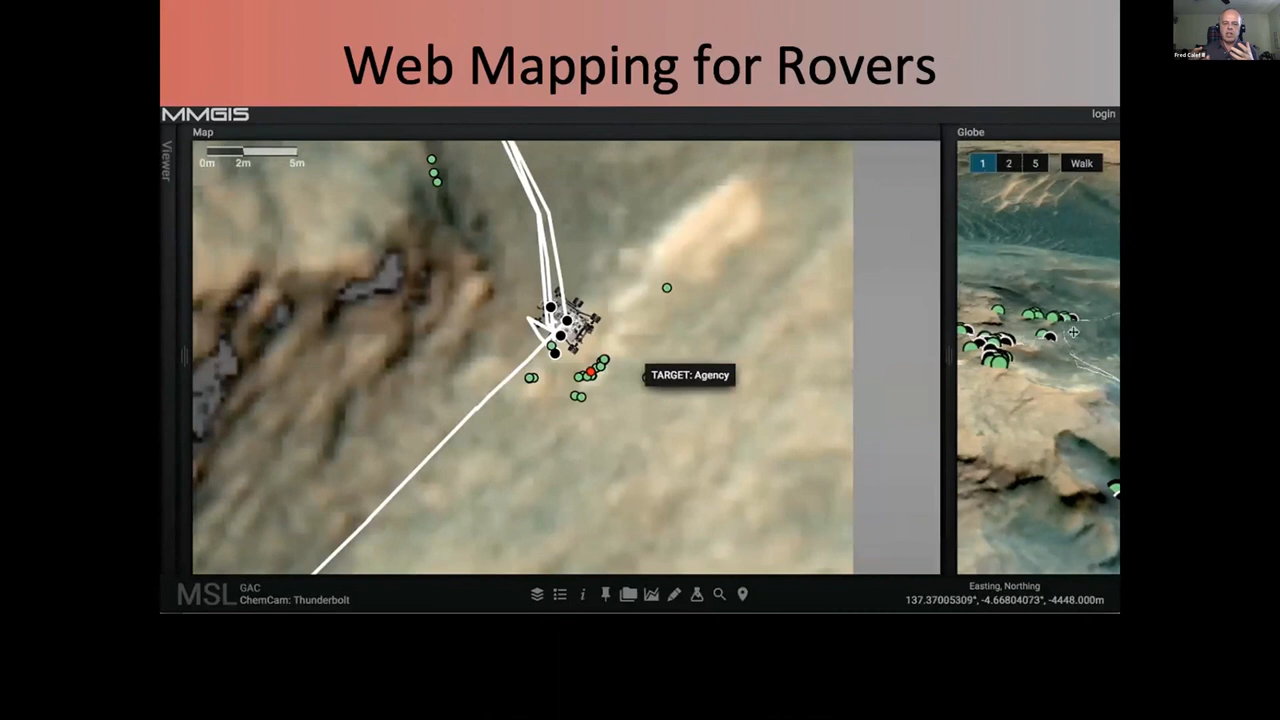 Web Mapping for Rovers
MMGIS
login
Viewer
Map
0m 2m 5m
TARGET: Agency
Globe
1 2 5 Walk
MSL
GAC
ChemCam: Thunderbolt
Easting, Northing
137.37005309°, -4.66804073°, -4448.000m